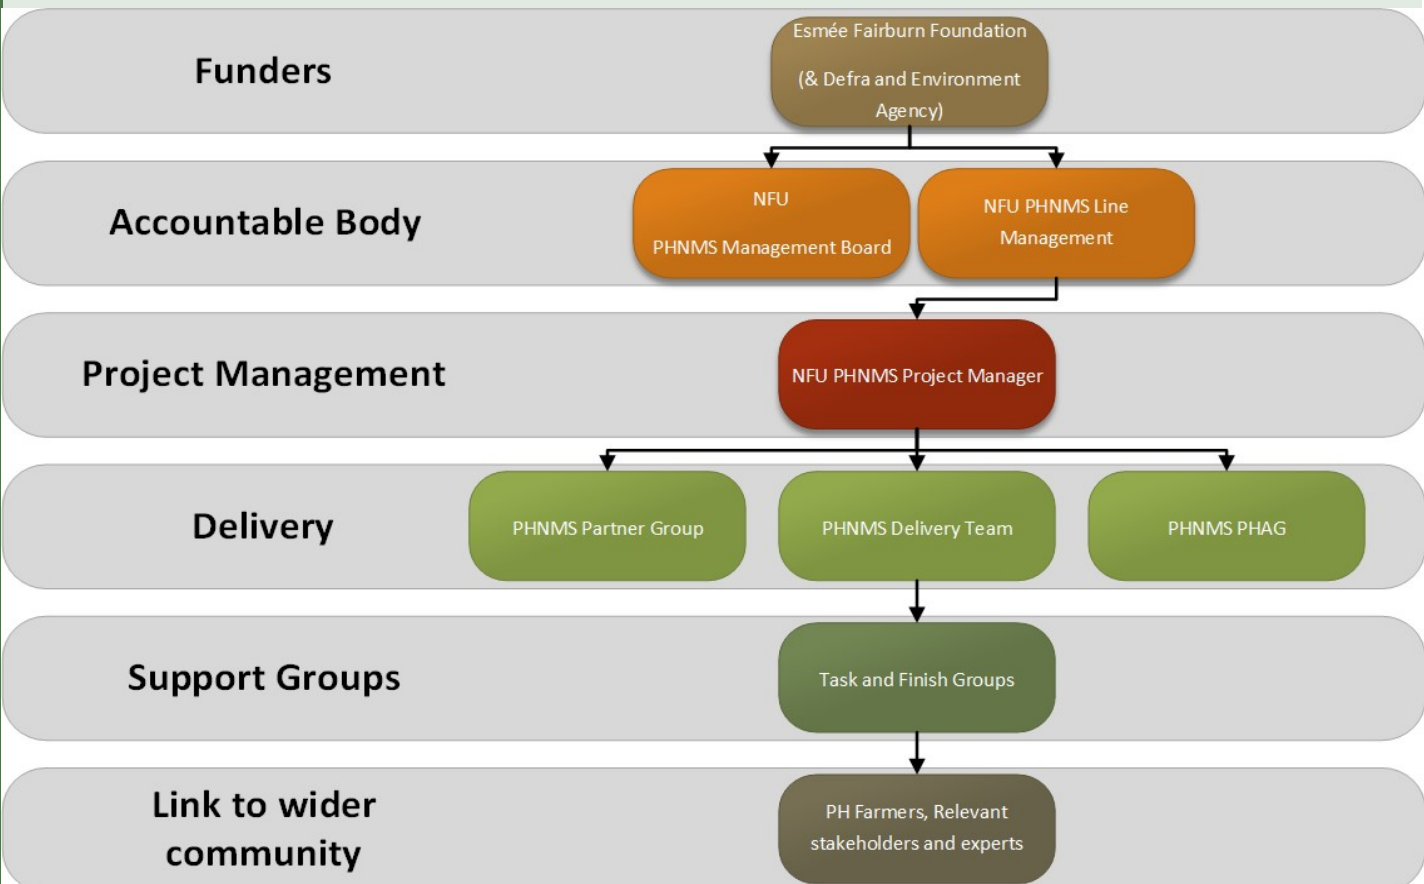 Funders
Esmée Fairburn Foundation
(& Defra and Environment
Agency)
Accountable Body
NFU
PHNMS Management Board
NFU PHNMS Line
Management
Project Management
NFU PHNMS Project Manager
Delivery
PHNMS Partner Group
PHNMS Delivery Team
PHNMS PHAG
Support Groups
Task and Finish Groups
Link to wider
community
PH Farmers, Relevant
stakeholders and experts